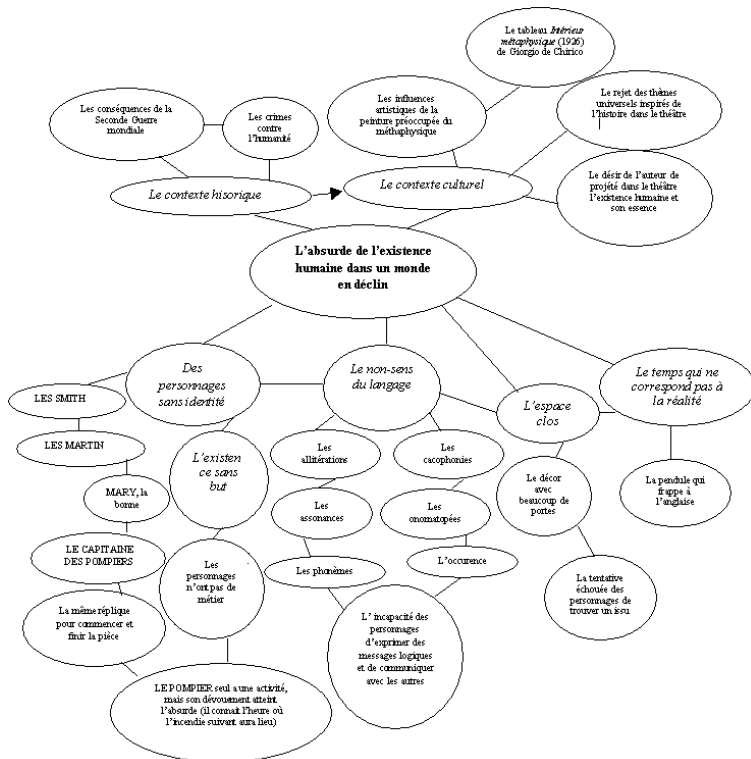 Le tableau Intérieur
métaphysique (1926)
de Giorgio de Chirico
Les conséquences de la
Seconde Guerre
mondiale
Les crimes
contre
l'humanité
Les influences
artistiques de la
peinture préoccupée du
méthaphysique
Le rejet des thèmes
universels inspirés de
l'histoire dans le théâtre
Le contexte hisorique
Le contexte culturel
Le désir de l'auteur de
projeté dans le théâtre
l'existence humaine et
son essence
L'absurde de l'existence
humaine dans un monde
en déclin
Des
personnages
sans identité
Le non-sens
du langage
L'espace
clos
Le temps qui ne
correspond pas à
la réalité
LES SMITH
LES MARTIN
MARY, la
bonne
LE CAPITAINE
DES POMPIERS
La même réplique
pour commencer et
finir la pièce
L'existen
ce sans
but
Les
personnages
n'ont pas de
métier
LE POMPIER seul a une activité,
mais son dévouement atteint
l'absurde (il connait l'heure où
l'incendie suivant aura lieu)
Les
allitérations
Les
assonances
Les phonèmes
Les
cacophonies
Les
onomatopées
L'occurence
L' incapacité des
personnages
d'exprimer des
messages logiques
et de communiquer
avec les autres
Le décor
avec
beaucoup de
portes
La tentative
échouée des
personnages de
trouver un issu
La pendule qui
frappe à
l'anglaise